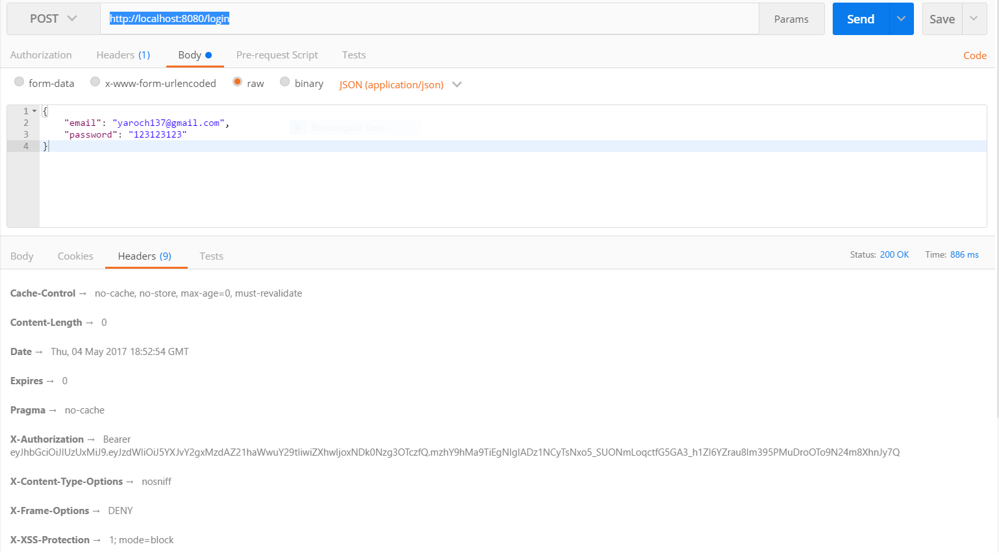 POST http://localhost:8080/login Params Send Save
Authorization Headers (1) Body Pre-request Script Tests Code
form-data x-www-form-urlencoded raw binary JSON (application/json)
1 {
2 "email": "yaroch137@gmail.com",
3 "password": "123123123"
4 }
Rectangular Snip
Body Cookies Headers (9) Tests Status: 200 OK Time: 886 ms
Cache-Control → no-cache, no-store, max-age=0, must-revalidate
Content-Length → 0
Date → Thu, 04 May 2017 18:52:54 GMT
Expires → 0
Pragma → no-cache
X-Authorization → Bearer
eyJhbGciOiJIUzUxMiJ9.eyJzdWIiOiJ5YXJvY2gxMzdAZ21haWwuY29tIiwiZXhwIjoxNDk0Nzg3OTczfQ.mzhY9hMa9TiEgNIglADz1NCyTsNxo5_SUONmLoqctfG5GA3_h1Zl6YZrau8Im395PMuDroOTo9N24m8XhnJy7Q
X-Content-Type-Options → nosniff
X-Frame-Options → DENY
X-XSS-Protection → 1; mode=block